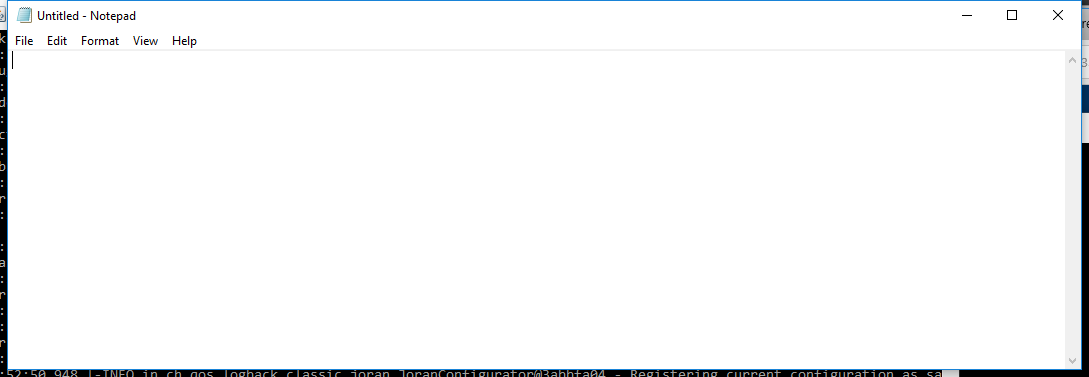 Untitled - Notepad
File Edit Format View Help
:52:50,948 |-INFO in ch.qos.logback.classic.joran.JoranConfigurator@3abbfa04 - Registering current configuration as sa